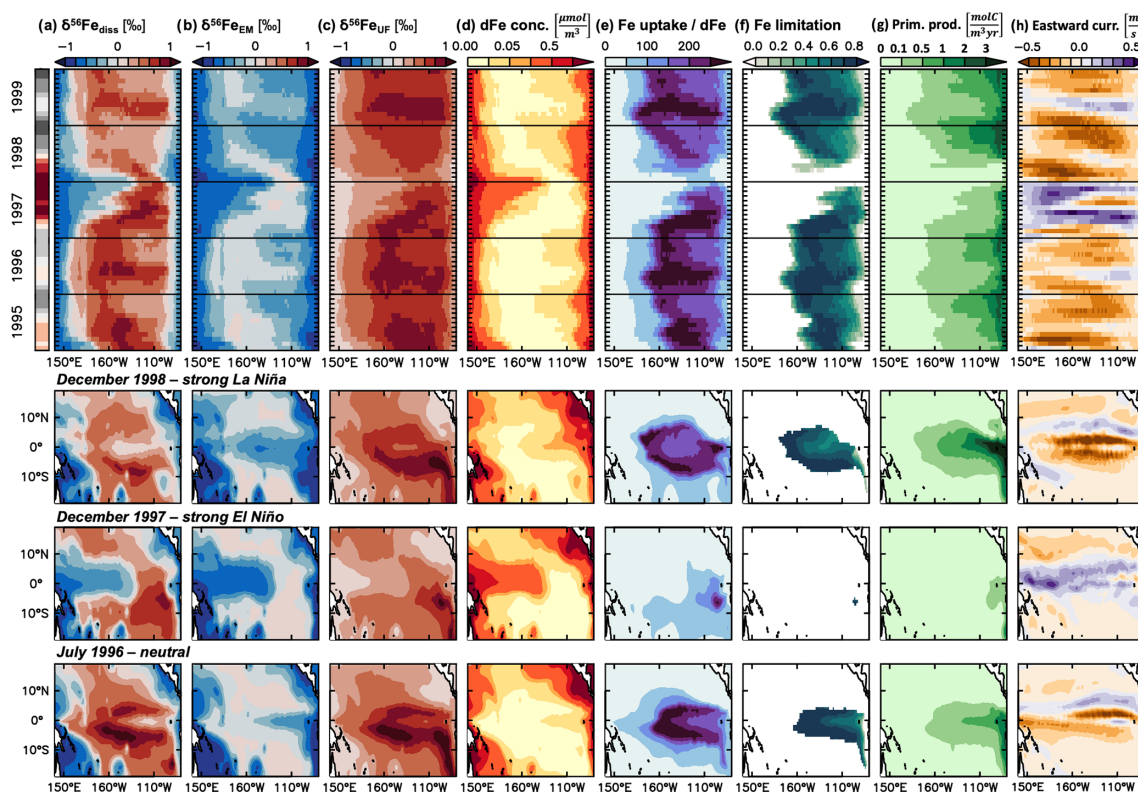 (a) δ⁵⁶Fe_diss [‰] (b) δ⁵⁶Fe_EM [‰] (c) δ⁵⁶Fe_UF [‰] (d) dFe conc. [μmol/m³] (e) Fe uptake / dFe (f) Fe limitation (g) Prim. prod. [molC/m³yr] (h) Eastward curr. [m/s
−1 0 1 −1 0 1 −1 0 1 0.00 0.05 0.5 0 100 200 0.0 0.2 0.4 0.6 0.8 0 0.1 0.5 1 2 3 −0.5 0.0 0.5
1999
1998
1997
1996
1995
150°E 160°W 110°W 150°E 160°W 110°W 150°E 160°W 110°W 150°E 160°W 110°W 150°E 160°W 110°W 150°E 160°W 110°W 150°E 160°W 110°W 150°E 160°W 110°W
December 1998 – strong La Niña
10°N
0°
10°S
December 1997 – strong El Niño
10°N
0°
10°S
July 1996 – neutral
10°N
0°
10°S
150°E 160°W 110°W 150°E 160°W 110°W 150°E 160°W 110°W 150°E 160°W 110°W 150°E 160°W 110°W 150°E 160°W 110°W 150°E 160°W 110°W 150°E 160°W 110°W